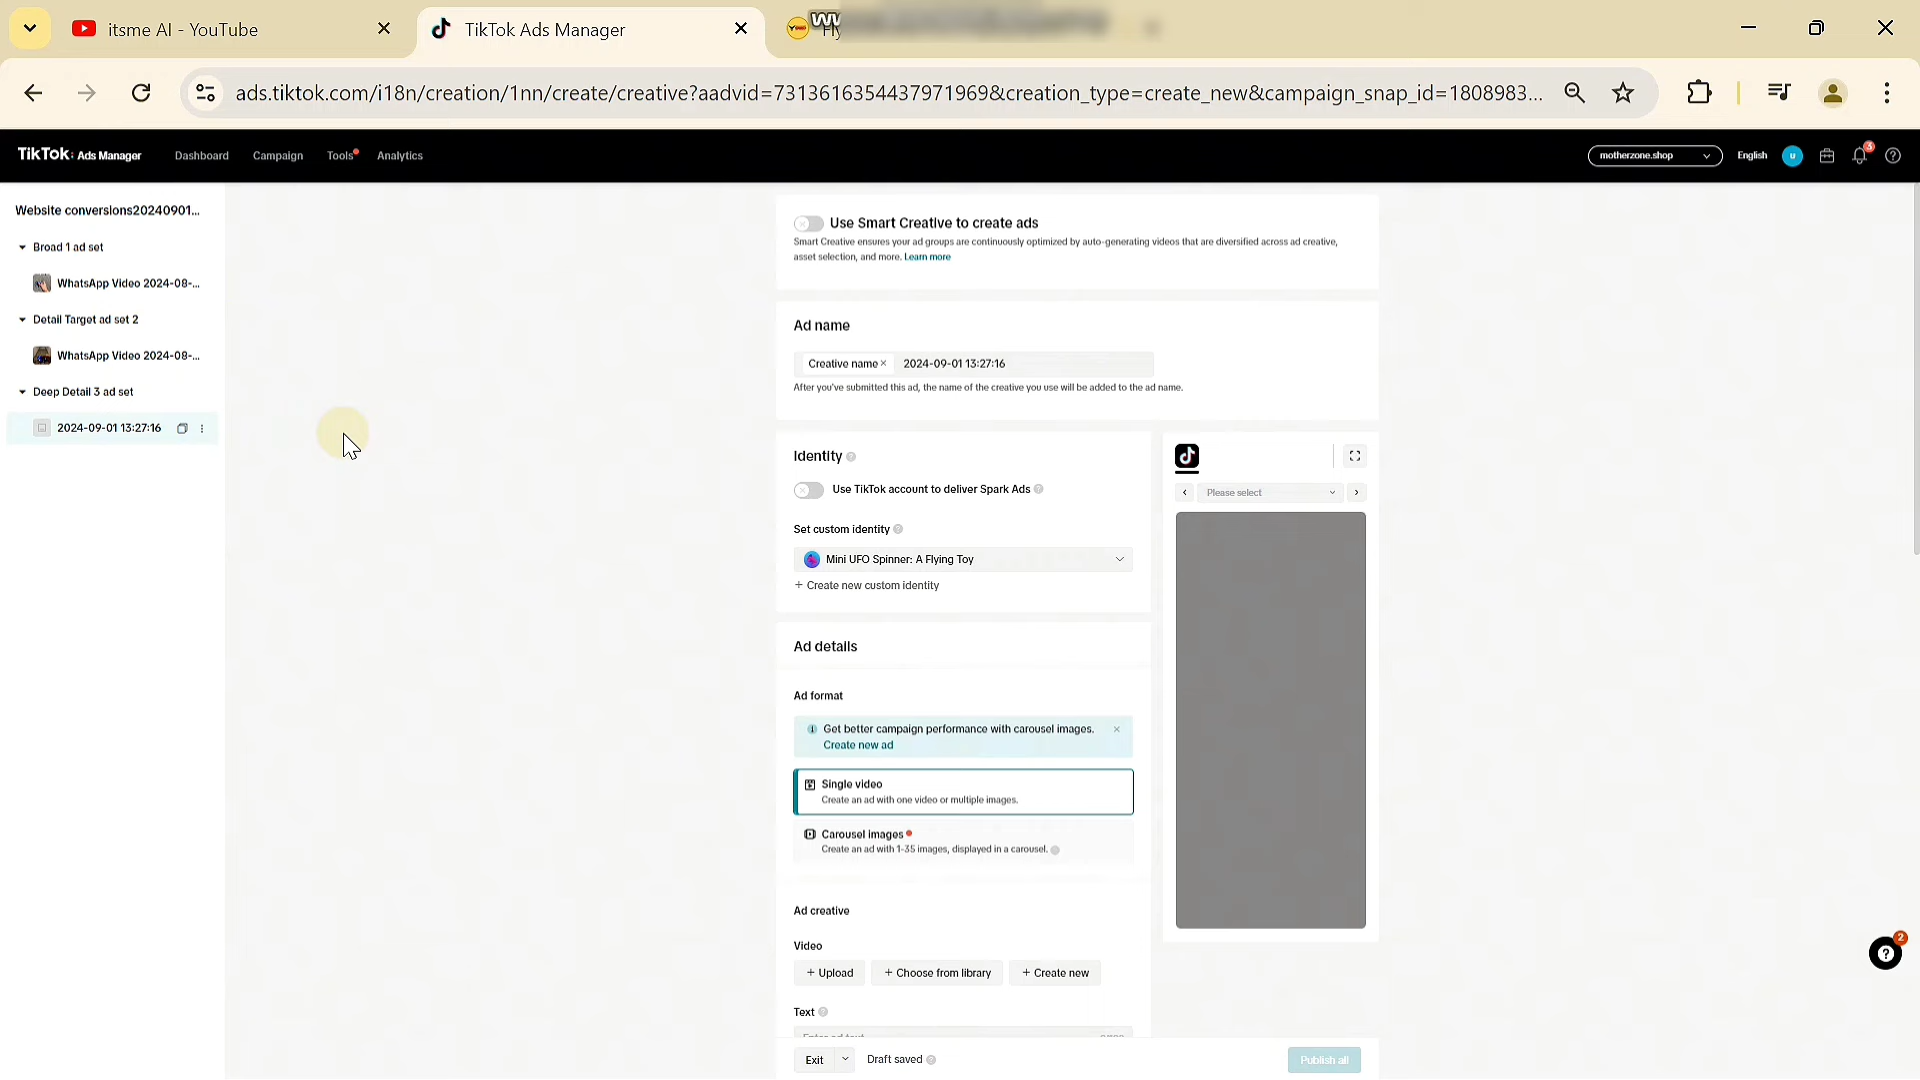 itsme AI - YouTube
TikTok Ads Manager
ads.tiktok.com/i18n/creation/1nn/create/creative?aadvid=7313616354437971969&creation_type=create_new&campaign_snap_id=1808983...
TikTok: Ads Manager
Dashboard
Campaign
Tools
Analytics
motherzone.shop
English
U
3
Website conversions20240901...
Broad 1 ad set
WhatsApp Video 2024-08-...
Detail Target ad set 2
WhatsApp Video 2024-08-...
Deep Detail 3 ad set
2024-09-01 13:27:16
Use Smart Creative to create ads
Smart Creative ensures your ad groups are continuously optimized by auto-generating videos that are diversified across ad creative,
asset selection, and more. Learn more
Ad name
Creative name× 2024-09-01 13:27:16
After you've submitted this ad, the name of the creative you use will be added to the ad name.
Identity
Use TikTok account to deliver Spark Ads
Set custom identity
Mini UFO Spinner: A Flying Toy
+ Create new custom identity
Please select
Ad details
Ad format
Get better campaign performance with carousel images.
Create new ad
Single video
Create an ad with one video or multiple images.
Carousel images
Create an ad with 1-35 images, displayed in a carousel.
Ad creative
Video
+ Upload
+ Choose from library
+ Create new
Text
2
Exit
Draft saved
Publish all